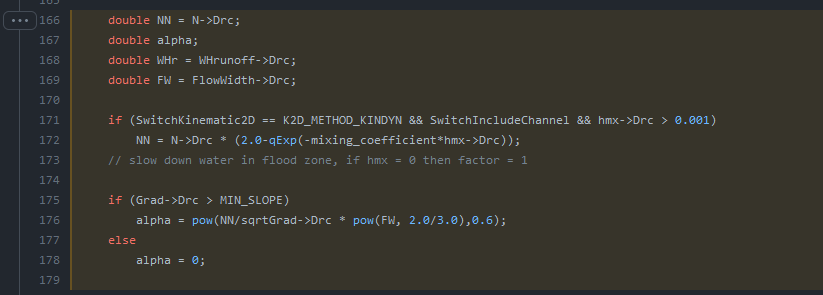 166 double NN = N->Drc;
167 double alpha;
168 double WHr = WHrunoff->Drc;
169 double FW = FlowWidth->Drc;
170
171 if (SwitchKinematic2D == K2D_METHOD_KINDYN && SwitchIncludeChannel && hmx->Drc > 0.001)
172 NN = N->Drc * (2.0-qExp(-mixing_coefficient*hmx->Drc));
173 // slow down water in flood zone, if hmx = 0 then factor = 1
174
175 if (Grad->Drc > MIN_SLOPE)
176 alpha = pow(NN/sqrtGrad->Drc * pow(FW, 2.0/3.0),0.6);
177 else
178 alpha = 0;
179